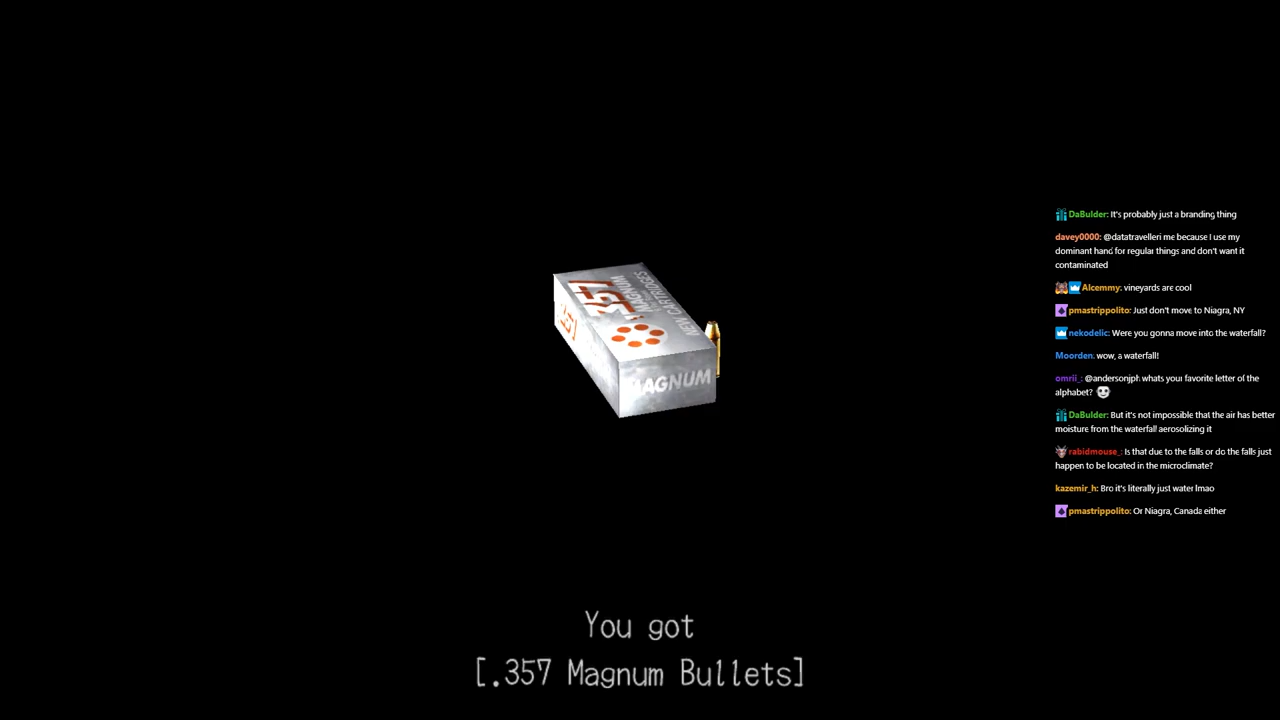 357
MAGNUM
NEW CARTRIDGES
357
MAGNUM
DaBulder: It's probably just a branding thing
davey0000: @datatravelleri me because I use my
dominant hand for regular things and don't want it
contaminated
Alcemmy: vineyards are cool
pmastrippolito: Just don't move to Niagra, NY
nekodelic: Were you gonna move into the waterfall?
Moorden: wow, a waterfall!
omrii_: @andersonjph whats your favorite letter of the
alphabet?
DaBulder: But it's not impossible that the air has better
moisture from the waterfall aerosolizing it
rabidmouse_: Is that due to the falls or do the falls just
happen to be located in the microclimate?
kazemir_h: Bro it's literally just water lmao
pmastrippolito: Or Niagra, Canada either
You got
[.357 Magnum Bullets]